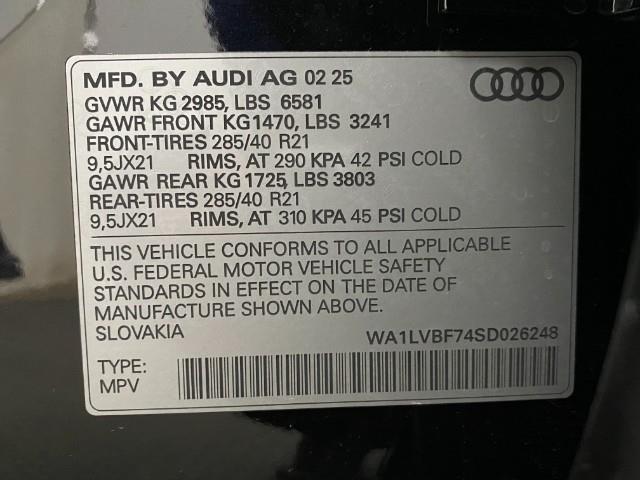 MFD. BY AUDI AG 02 25
GVWR KG 2985, LBS 6581
GAWR FRONT KG1470, LBS 3241
FRONT-TIRES 285/40 R21
9,5JX21 RIMS, AT 290 KPA 42 PSI COLD
GAWR REAR KG 1725, LBS 3803
REAR-TIRES 285/40 R21
9,5JX21 RIMS, AT 310 KPA 45 PSI COLD
THIS VEHICLE CONFORMS TO ALL APPLICABLE
U.S. FEDERAL MOTOR VEHICLE SAFETY
STANDARDS IN EFFECT ON THE DATE OF
MANUFACTURE SHOWN ABOVE.
SLOVAKIA WA1LVBF74SD026248
TYPE:
MPV